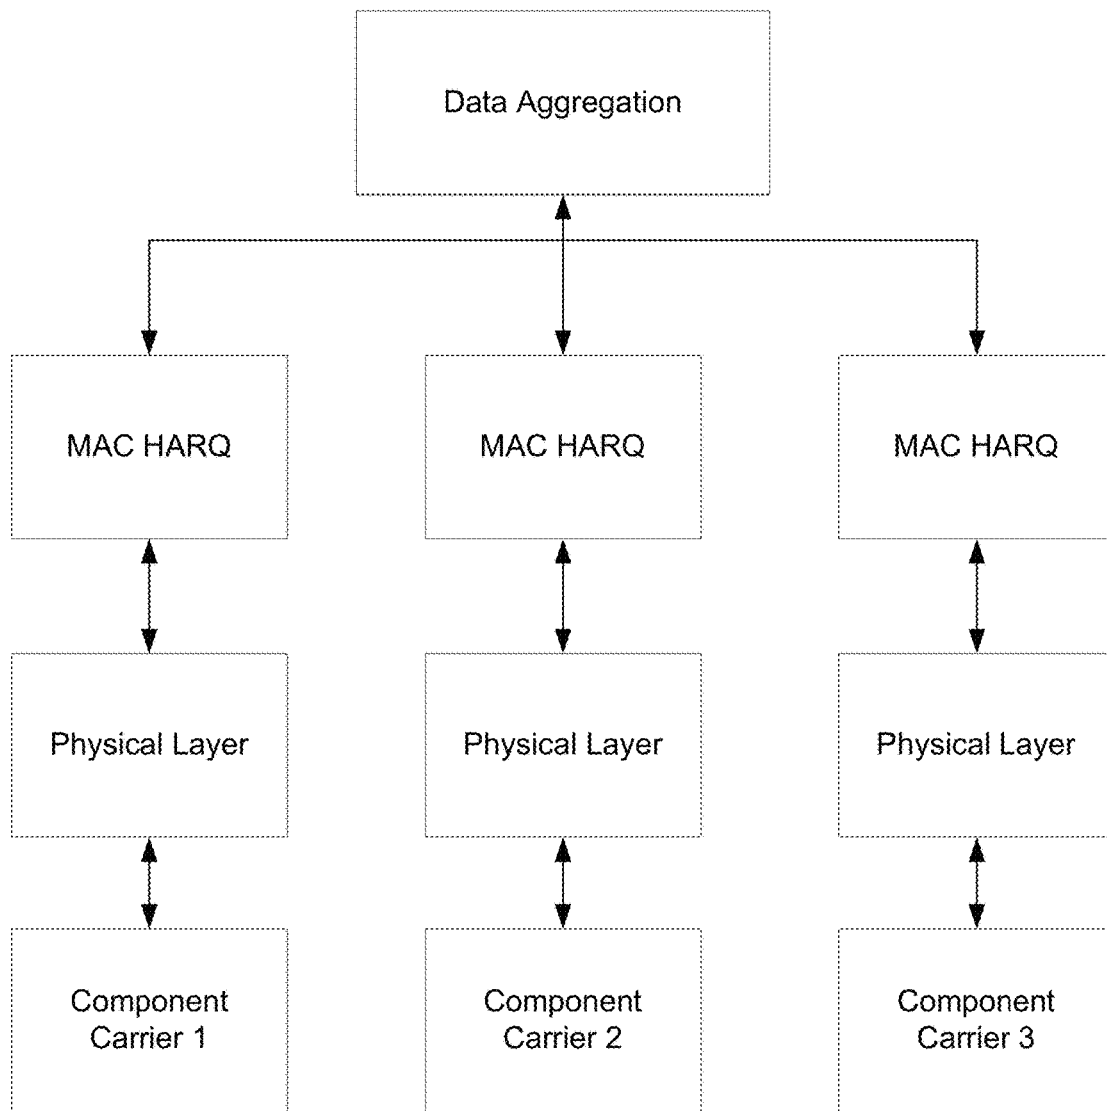 Data Aggregation
MAC HARQ
MAC HARQ
MAC HARQ
Physical Layer
Physical Layer
Physical Layer
Component
Carrier 1
Component
Carrier 2
Component
Carrier 3